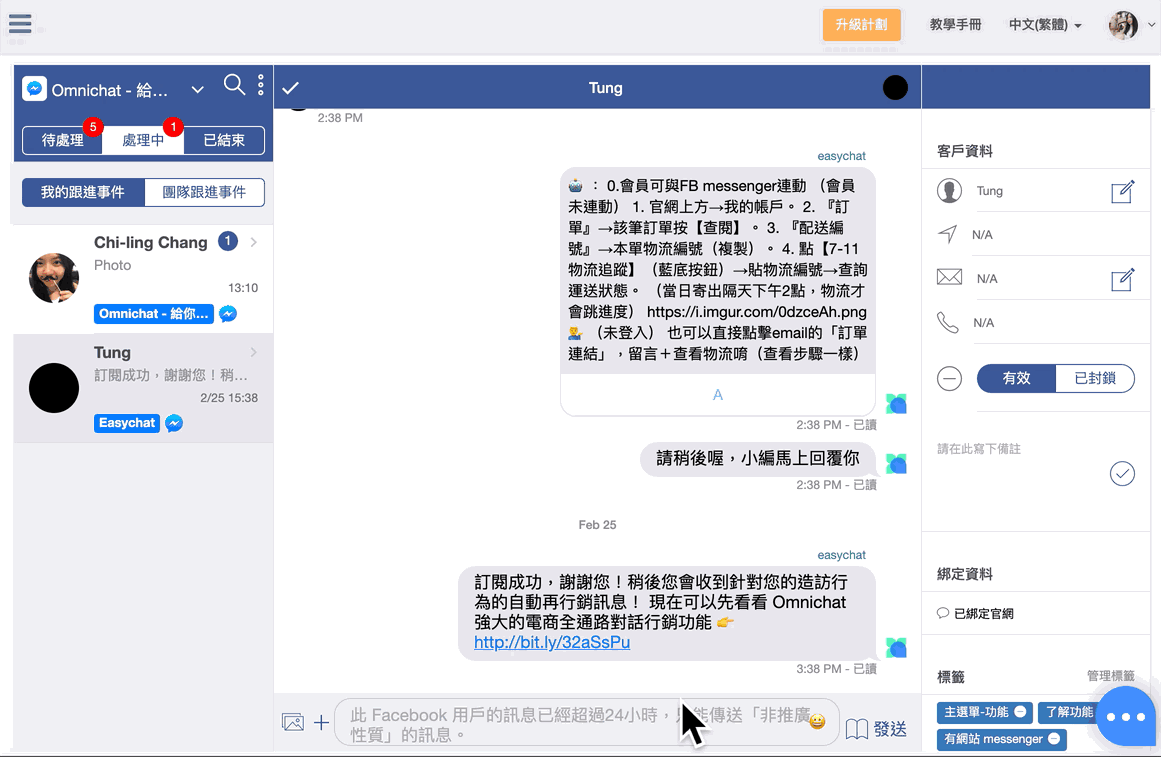 升級計劃
教學手冊
中文(繁體)
Omnichat - 給...
待處理
5
處理中
1
已結束
我的跟進事件
團隊跟進事件
Chi-ling Chang
1
Photo
13:10
Omnichat - 給你...
Tung
訂閱成功，謝謝您！稍...
2/25 15:38
Easychat
Tung
2:38 PM
easychat
： 0.會員可與FB messenger連動 （會員
未連動） 1. 官網上方→我的帳戶。 2. 『訂
單』→該筆訂單按【查閱】。 3. 『配送編
號』→本單物流編號（複製）。 4. 點【7-11
物流追蹤】（藍底按鈕）→貼物流編號→查詢
運送狀態。 （當日寄出隔天下午2點，物流才
會跳進度） https://i.imgur.com/0dzceAh.png
（未登入） 也可以直接點擊email的「訂單
連結」，留言＋查看物流唷（查看步驟一樣）
A
2:38 PM - 已讀
請稍後喔，小編馬上回覆你
2:38 PM - 已讀
Feb 25
easychat
訂閱成功，謝謝您！稍後您會收到針對您的造訪行
為的自動再行銷訊息！ 現在可以先看看 Omnichat
強大的電商全通路對話行銷功能 👉
http://bit.ly/32aSsPu
3:38 PM - 已讀
此 Facebook 用戶的訊息已經超過24小時，只能傳送「非推廣
性質」的訊息。
發送
客戶資料
Tung
N/A
N/A
N/A
有效
已封鎖
請在此寫下備註
綁定資料
已綁定官網
標籤
管理標籤
主選單-功能
了解功能
有網站 messenger